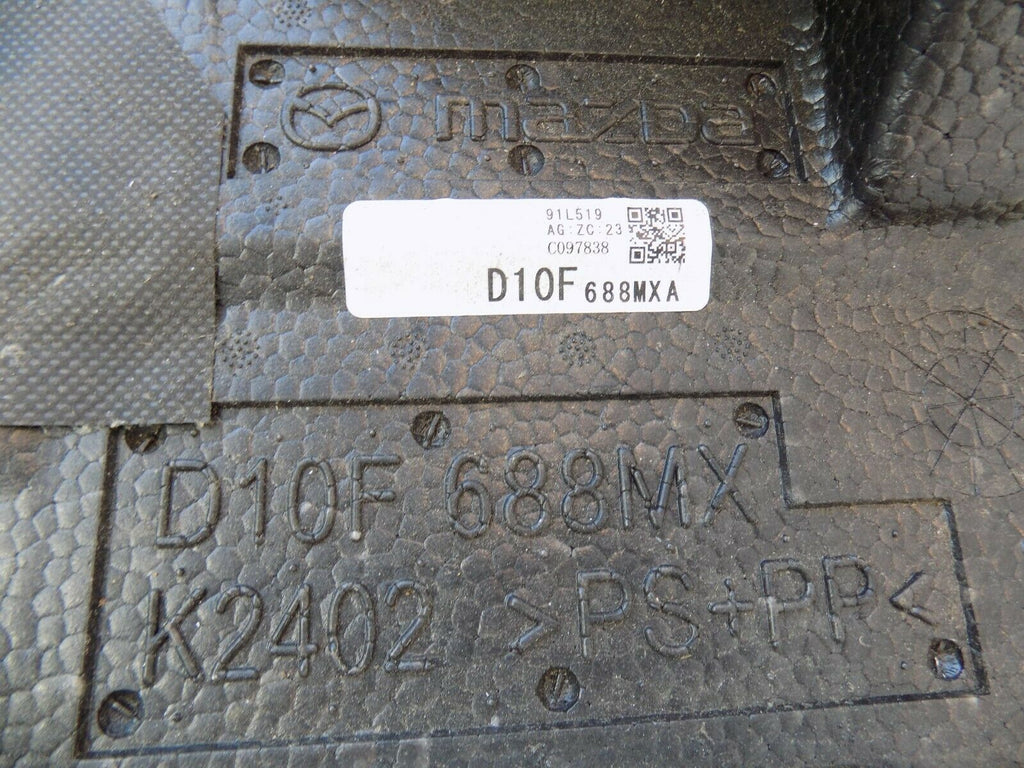 mazda
91L519
AG:ZC:23
C097838
D10F 688MXA
D10F 688MX
K2402 >PS+PP<